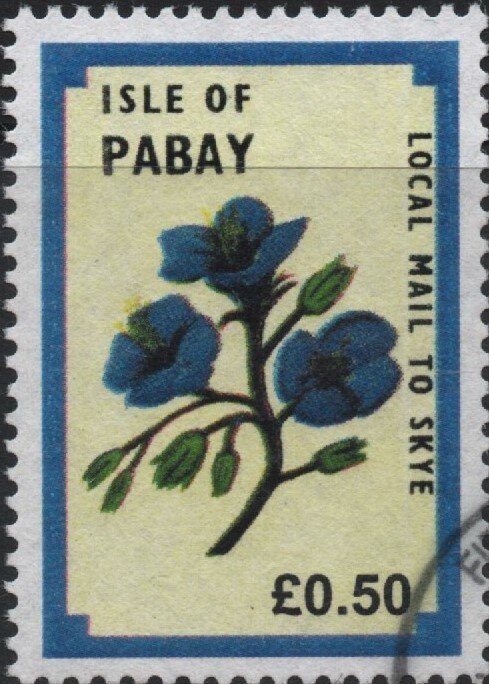 ISLE OF
PABAY
LOCAL MAIL TO SKYE
£0.50